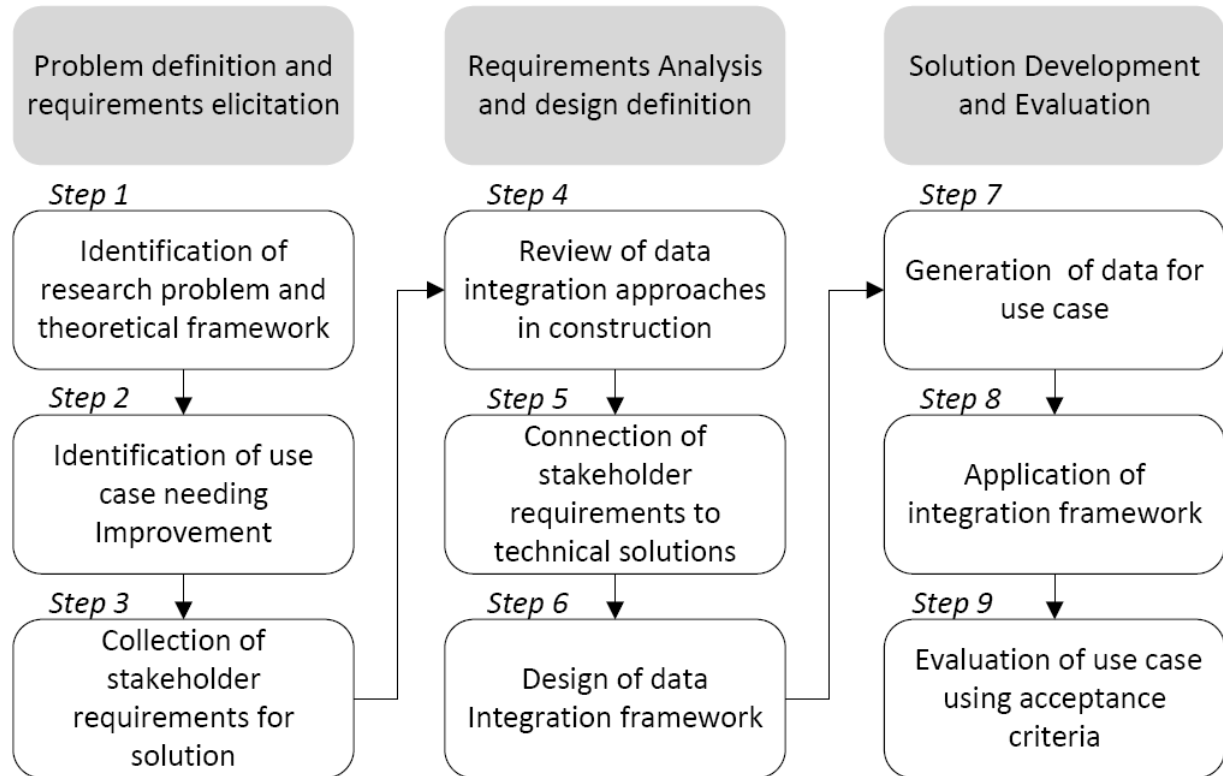 Problem definition and
requirements elicitation
Requirements Analysis
and design definition
Solution Development
and Evaluation
Step 1
Identification of
research problem and
theoretical framework
Step 2
Identification of use
case needing
Improvement
Step 3
Collection of
stakeholder
requirements for
solution
Step 4
Review of data
integration approaches
in construction
Step 5
Connection of
stakeholder
requirements to
technical solutions
Step 6
Design of data
Integration framework
Step 7
Generation  of data for
use case
Step 8
Application of
integration framework
Step 9
Evaluation of use case
using acceptance
criteria